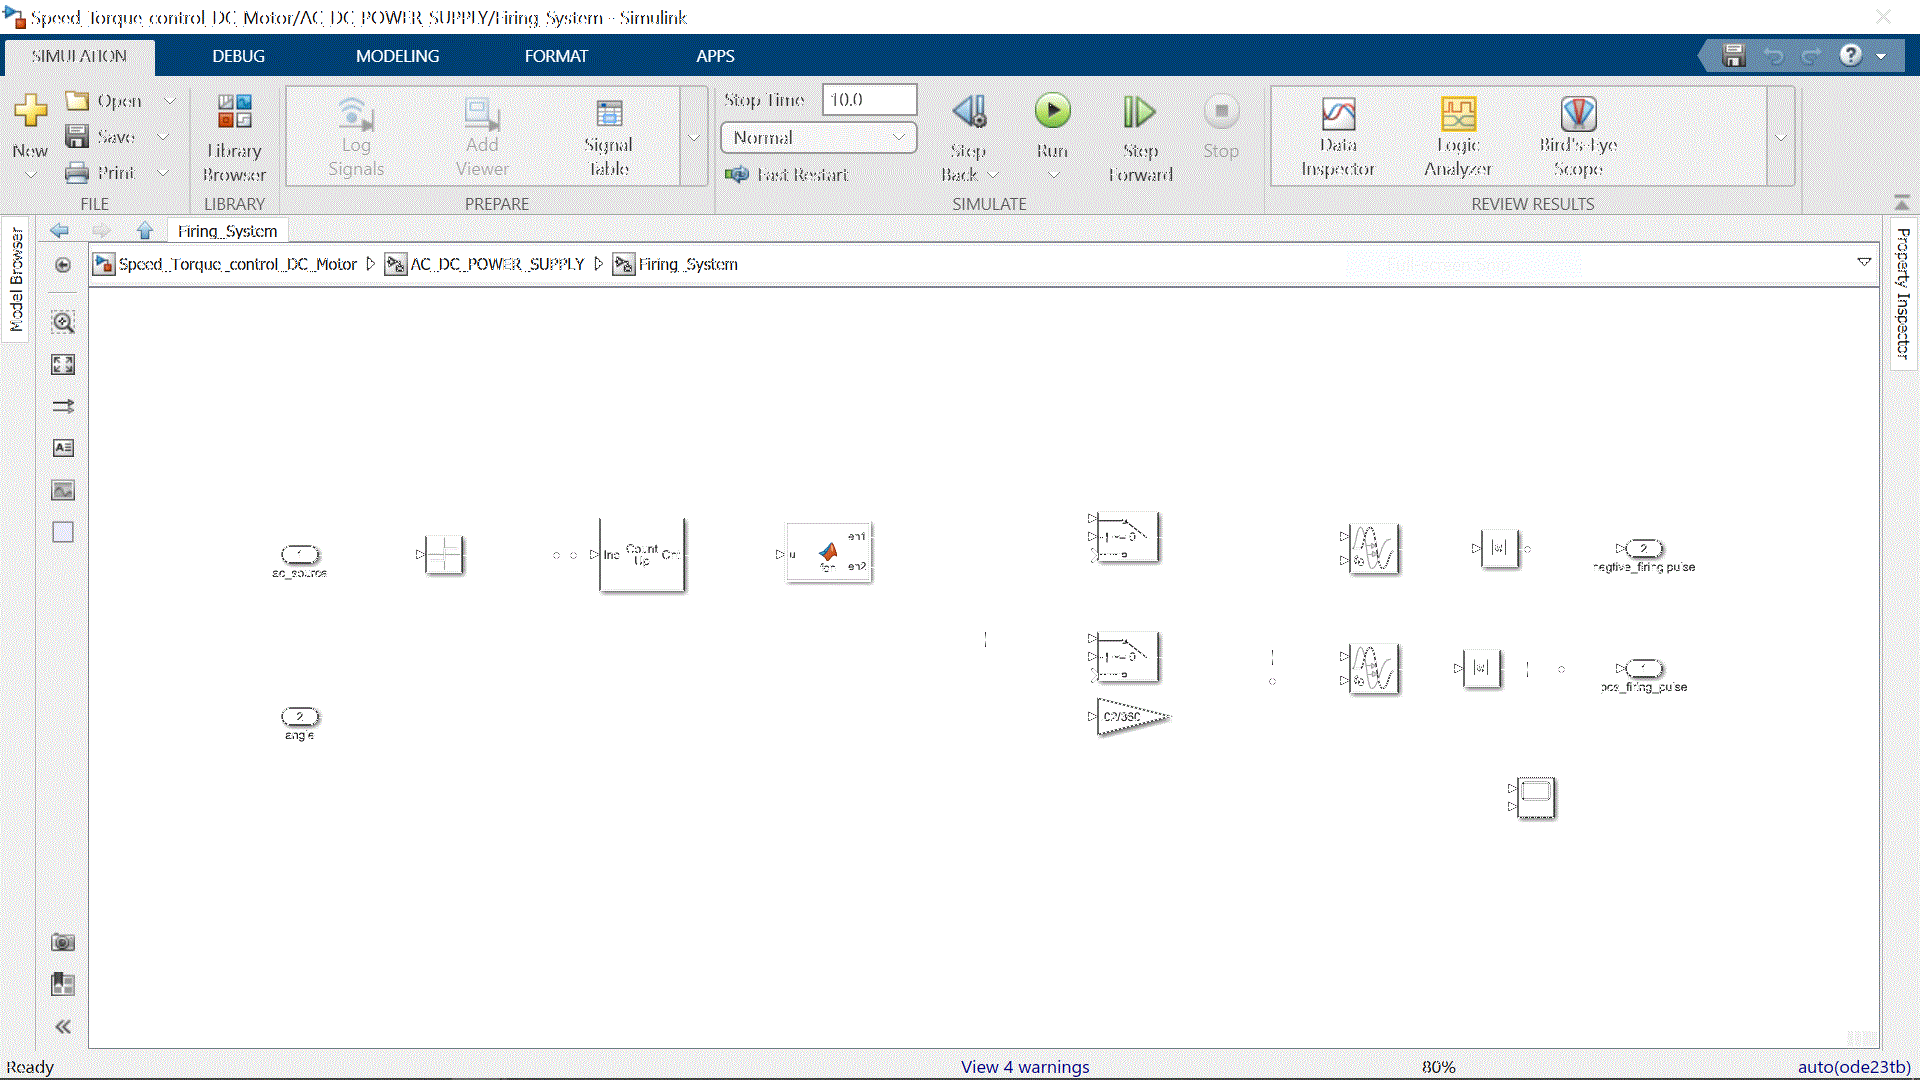 Speed_Torque_control_DC_Motor/AC_DC_POWER_SUPPLY/Firing_System - Simulink
SIMULATION DEBUG MODELING FORMAT APPS
New
Open
Save
Print
FILE
Library Browser
LIBRARY
Log Signals
Add Viewer
Signal Table
PREPARE
Stop Time 10.0
Normal
Fast Restart
Step Back
Run
Step Forward
Stop
SIMULATE
Data Inspector
Logic Analyzer
Bird's-Eye Scope
REVIEW RESULTS
Model Browser
Property Inspector
Firing_System
Speed_Torque_control_DC_Motor AC_DC_POWER_SUPPLY Firing_System
1
ac_source
Inc Count Up Cnt
u fcn en1 en2
2
negtive_firing pulse
1
pos_firing_pulse
2
angle
Ready View 4 warnings 80% auto(ode23tb)